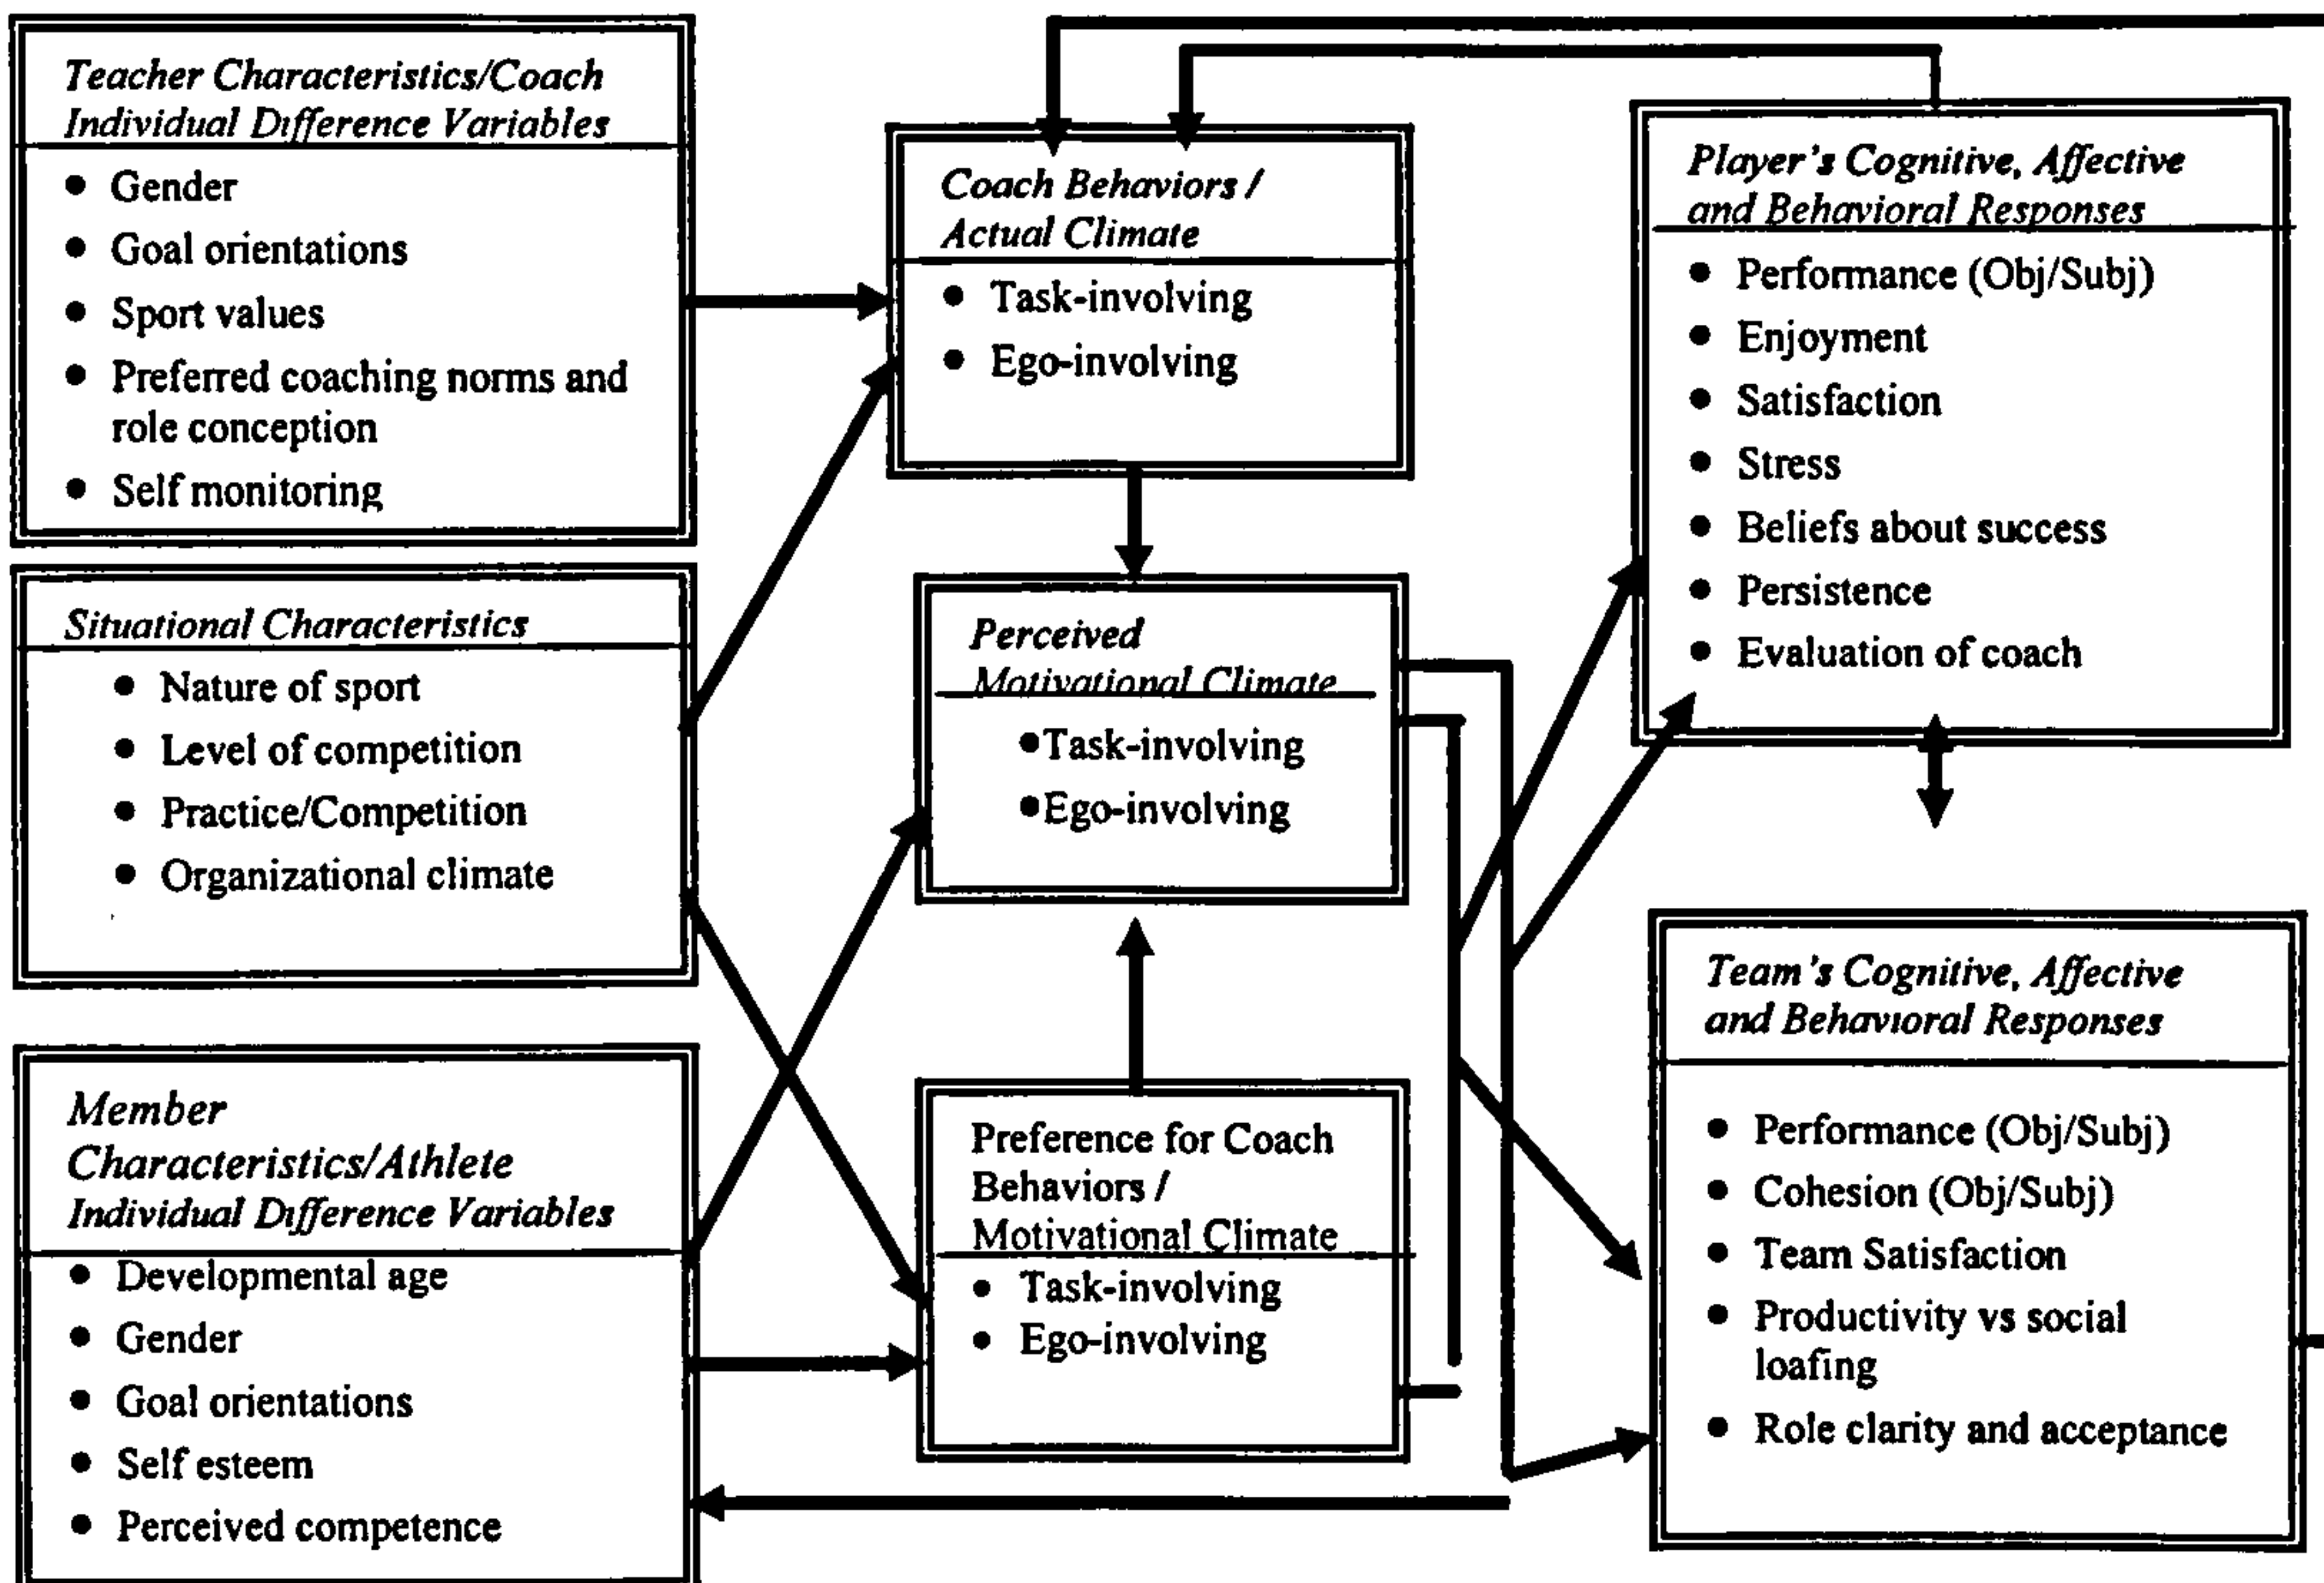 Teacher Characteristics/Coach
Individual Difference Variables
• Gender
• Goal orientations
• Sport values
• Preferred coaching norms and
role conception
• Self monitoring
Situational Characteristics
• Nature of sport
• Level of competition
• Practice/Competition
• Organizational climate
Member
Characteristics/Athlete
Individual Difference Variables
• Developmental age
• Gender
• Goal orientations
• Self esteem
• Perceived competence
Coach Behaviors /
Actual Climate
• Task-involving
• Ego-involving
Perceived
Motivational Climate
•Task-involving
•Ego-involving
Preference for Coach
Behaviors /
Motivational Climate
• Task-involving
• Ego-involving
Player's Cognitive, Affective
and Behavioral Responses
• Performance (Obj/Subj)
• Enjoyment
• Satisfaction
• Stress
• Beliefs about success
• Persistence
• Evaluation of coach
Team's Cognitive, Affective
and Behavioral Responses
• Performance (Obj/Subj)
• Cohesion (Obj/Subj)
• Team Satisfaction
• Productivity vs social
loafing
• Role clarity and acceptance